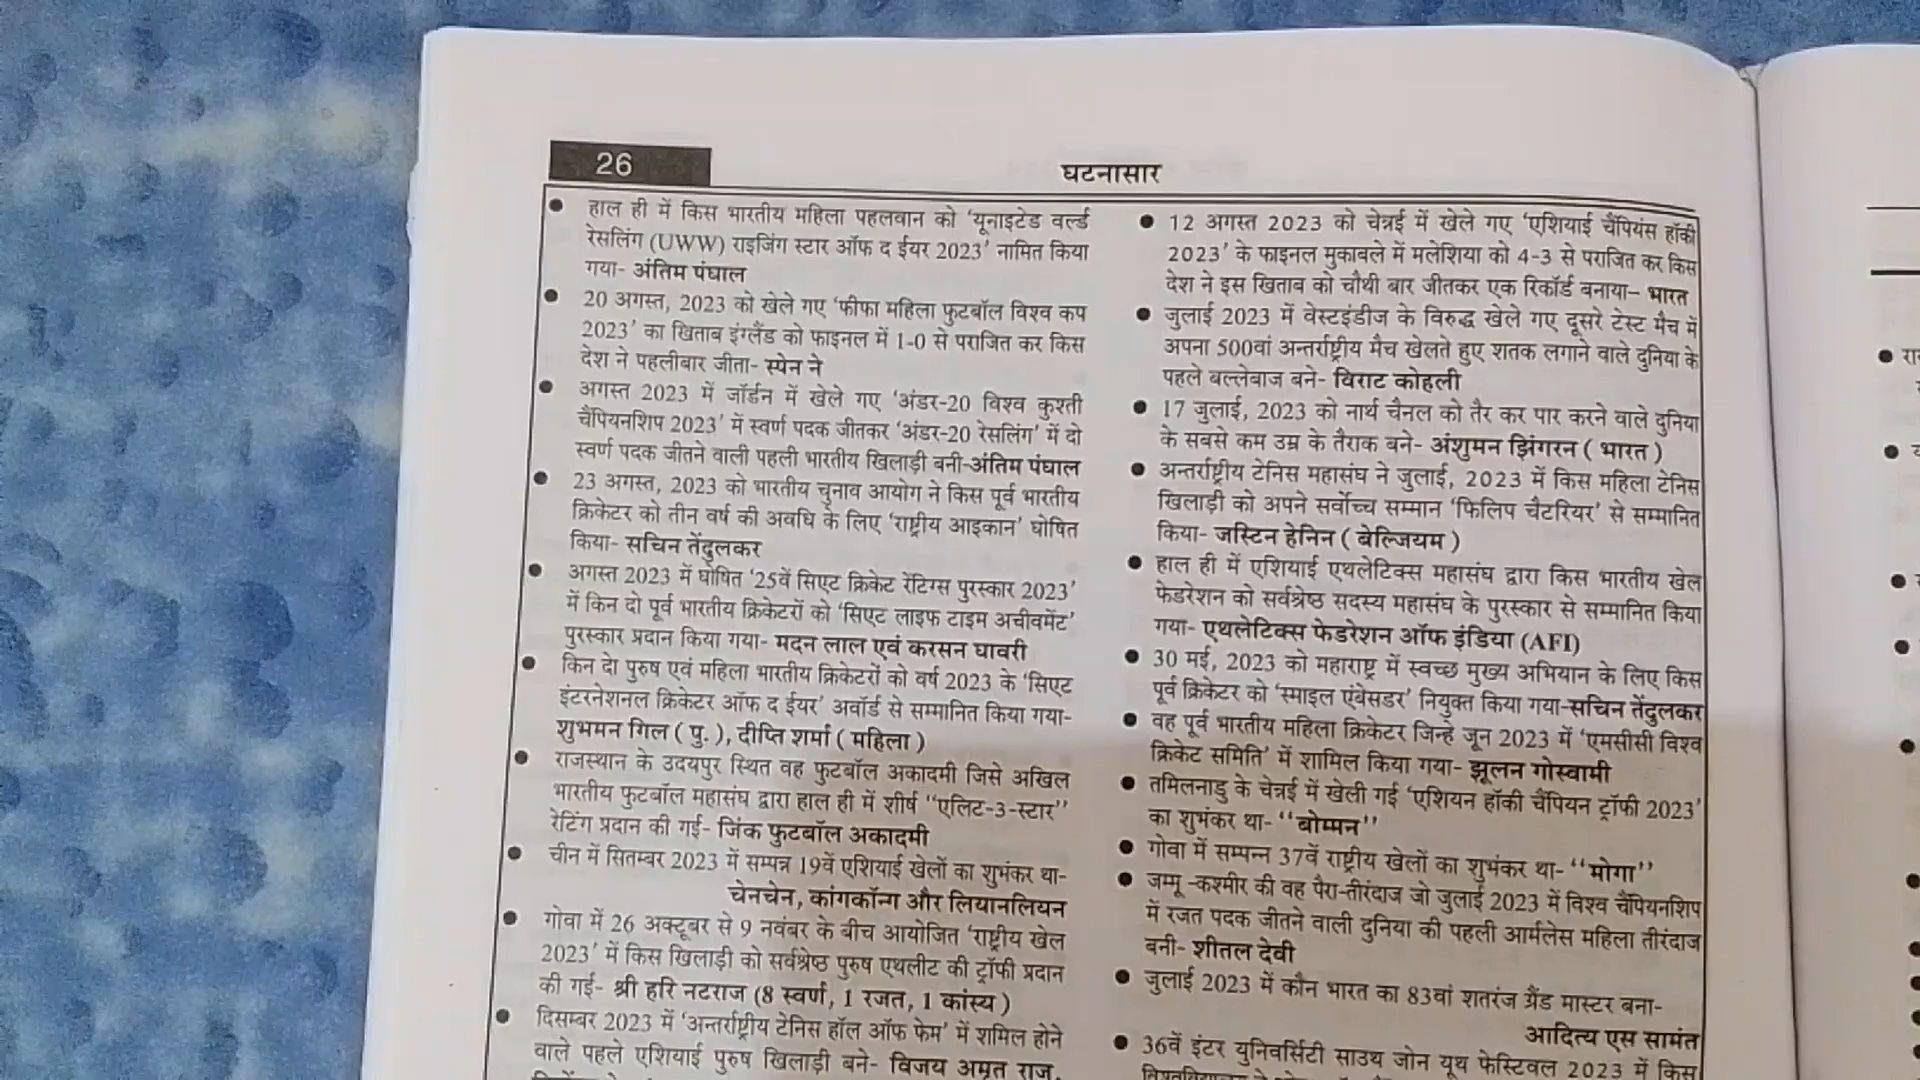 26
घटनासार
● हाल ही में किस भारतीय महिला पहलवान को 'यूनाइटेड वर्ल्ड
रेसलिंग (UWW) राइजिंग स्टार ऑफ द ईयर 2023' नामित किया
गया- अंतिम पंघाल
● 20 अगस्त, 2023 को खेले गए 'फीफा महिला फुटबॉल विश्व कप
2023' का खिताब इंग्लैंड को फाइनल में 1-0 से पराजित कर किस
देश ने पहलीबार जीता- स्पेन ने
● अगस्त 2023 में जॉर्डन में खेले गए 'अंडर-20 विश्व कुश्ती
चैंपियनशिप 2023' में स्वर्ण पदक जीतकर 'अंडर-20 रेसलिंग' में दो
स्वर्ण पदक जीतने वाली पहली भारतीय खिलाड़ी बनी-अंतिम पंघाल
● 23 अगस्त, 2023 को भारतीय चुनाव आयोग ने किस पूर्व भारतीय
क्रिकेटर को तीन वर्ष की अवधि के लिए 'राष्ट्रीय आइकान' घोषित
किया- सचिन तेंदुलकर
● अगस्त 2023 में घोषित '25वें सिएट क्रिकेट रेटिंग्स पुरस्कार 2023'
में किन दो पूर्व भारतीय क्रिकेटरों को 'सिएट लाइफ टाइम अचीवमेंट'
पुरस्कार प्रदान किया गया- मदन लाल एवं करसन घावरी
● किन दो पुरुष एवं महिला भारतीय क्रिकेटरों को वर्ष 2023 के 'सिएट
इंटरनेशनल क्रिकेटर ऑफ द ईयर' अवॉर्ड से सम्मानित किया गया-
शुभमन गिल ( पु. ), दीप्ति शर्मा ( महिला )
● राजस्थान के उदयपुर स्थित वह फुटबॉल अकादमी जिसे अखिल
भारतीय फुटबॉल महासंघ द्वारा हाल ही में शीर्ष ''एलिट-3-स्टार''
रेटिंग प्रदान की गई- जिंक फुटबॉल अकादमी
● चीन में सितम्बर 2023 में सम्पन्न 19वें एशियाई खेलों का शुभंकर था-
चेनचेन, कांगकॉन्ग और लियानलियन
● गोवा में 26 अक्टूबर से 9 नवंबर के बीच आयोजित 'राष्ट्रीय खेल
2023' में किस खिलाड़ी को सर्वश्रेष्ठ पुरुष एथलीट की ट्रॉफी प्रदान
की गई- श्री हरि नटराज (8 स्वर्ण, 1 रजत, 1 कांस्य )
● दिसम्बर 2023 में 'अन्तर्राष्ट्रीय टेनिस हॉल ऑफ फेम' में शमिल होने
वाले पहले एशियाई पुरुष खिलाड़ी बने- विजय अमृत राज,
● 12 अगस्त 2023 को चेन्नई में खेले गए 'एशियाई चैंपियंस हॉकी
2023' के फाइनल मुकाबले में मलेशिया को 4-3 से पराजित कर किस
देश ने इस खिताब को चौथी बार जीतकर एक रिकॉर्ड बनाया– भारत
● जुलाई 2023 में वेस्टइंडीज के विरुद्ध खेले गए दूसरे टेस्ट मैच में
अपना 500वां अन्तर्राष्ट्रीय मैच खेलते हुए शतक लगाने वाले दुनिया के
पहले बल्लेबाज बने- विराट कोहली
● 17 जुलाई, 2023 को नार्थ चैनल को तैर कर पार करने वाले दुनिया
के सबसे कम उम्र के तैराक बने- अंशुमन झिंगरन ( भारत )
● अन्तर्राष्ट्रीय टेनिस महासंघ ने जुलाई, 2023 में किस महिला टेनिस
खिलाड़ी को अपने सर्वोच्च सम्मान 'फिलिप चैटरियर' से सम्मानित
किया- जस्टिन हेनिन ( बेल्जियम )
● हाल ही में एशियाई एथलेटिक्स महासंघ द्वारा किस भारतीय खेल
फेडरेशन को सर्वश्रेष्ठ सदस्य महासंघ के पुरस्कार से सम्मानित किया
गया- एथलेटिक्स फेडरेशन ऑफ इंडिया (AFI)
● 30 मई, 2023 को महाराष्ट्र में स्वच्छ मुख्य अभियान के लिए किस
पूर्व क्रिकेटर को 'स्माइल एंबेसडर' नियुक्त किया गया-सचिन तेंदुलकर
● वह पूर्व भारतीय महिला क्रिकेटर जिन्हे जून 2023 में 'एमसीसी विश्व
क्रिकेट समिति' में शामिल किया गया- झूलन गोस्वामी
● तमिलनाडु के चेन्नई में खेली गई 'एशियन हॉकी चैंपियन ट्रॉफी 2023'
का शुभंकर था- ''बोम्मन''
● गोवा में सम्पन्न 37वें राष्ट्रीय खेलों का शुभंकर था- ''मोगा''
● जम्मू -कश्मीर की वह पैरा-तीरंदाज जो जुलाई 2023 में विश्व चैंपियनशिप
में रजत पदक जीतने वाली दुनिया की पहली आर्मलेस महिला तीरंदाज
बनी- शीतल देवी
● जुलाई 2023 में कौन भारत का 83वां शतरंज ग्रैंड मास्टर बना-
आदित्य एस सामंत
● 36वें इंटर युनिवर्सिटी साउथ जोन यूथ फेस्टिवल 2023 में किस